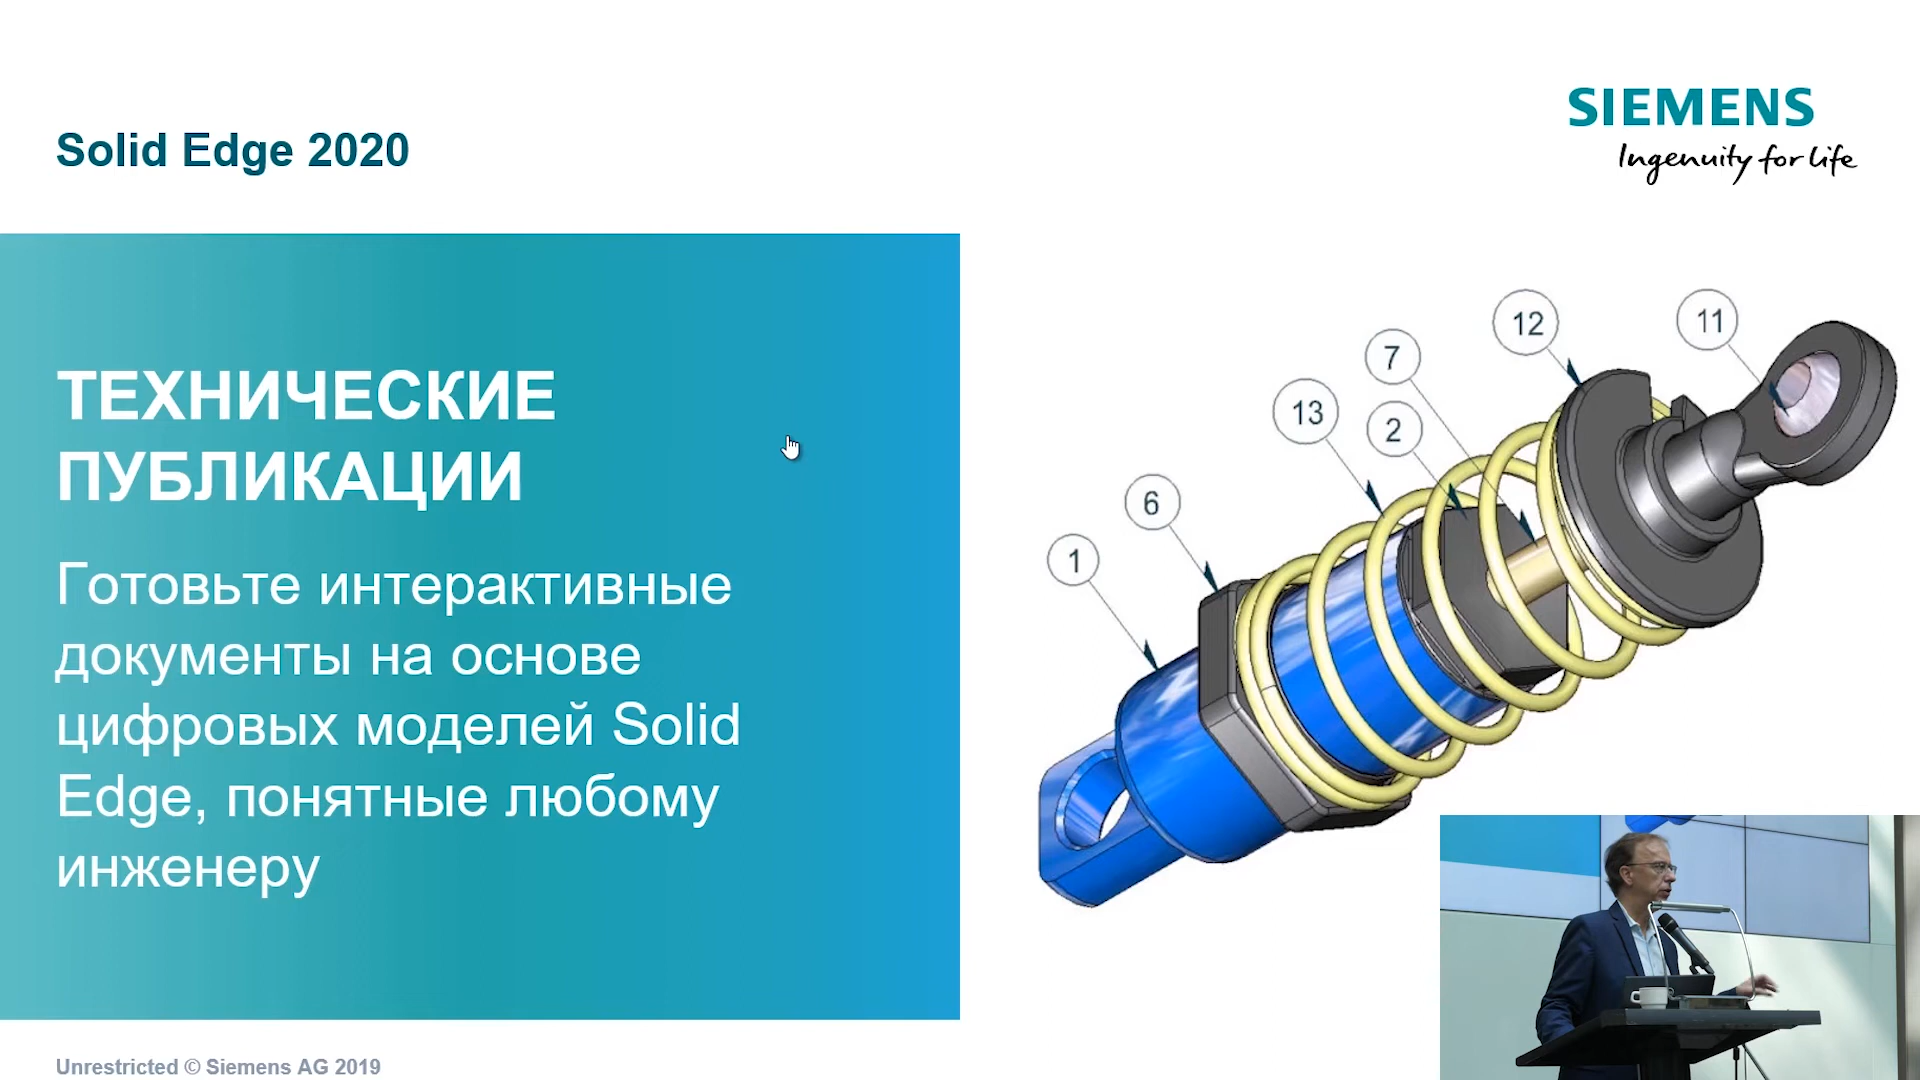 Solid Edge 2020
SIEMENS
Ingenuity for life
ТЕХНИЧЕСКИЕ
ПУБЛИКАЦИИ
Готовьте интерактивные
документы на основе
цифровых моделей Solid
Edge, понятные любому
инженеру
1
6
13
2
7
12
11
Unrestricted © Siemens AG 2019